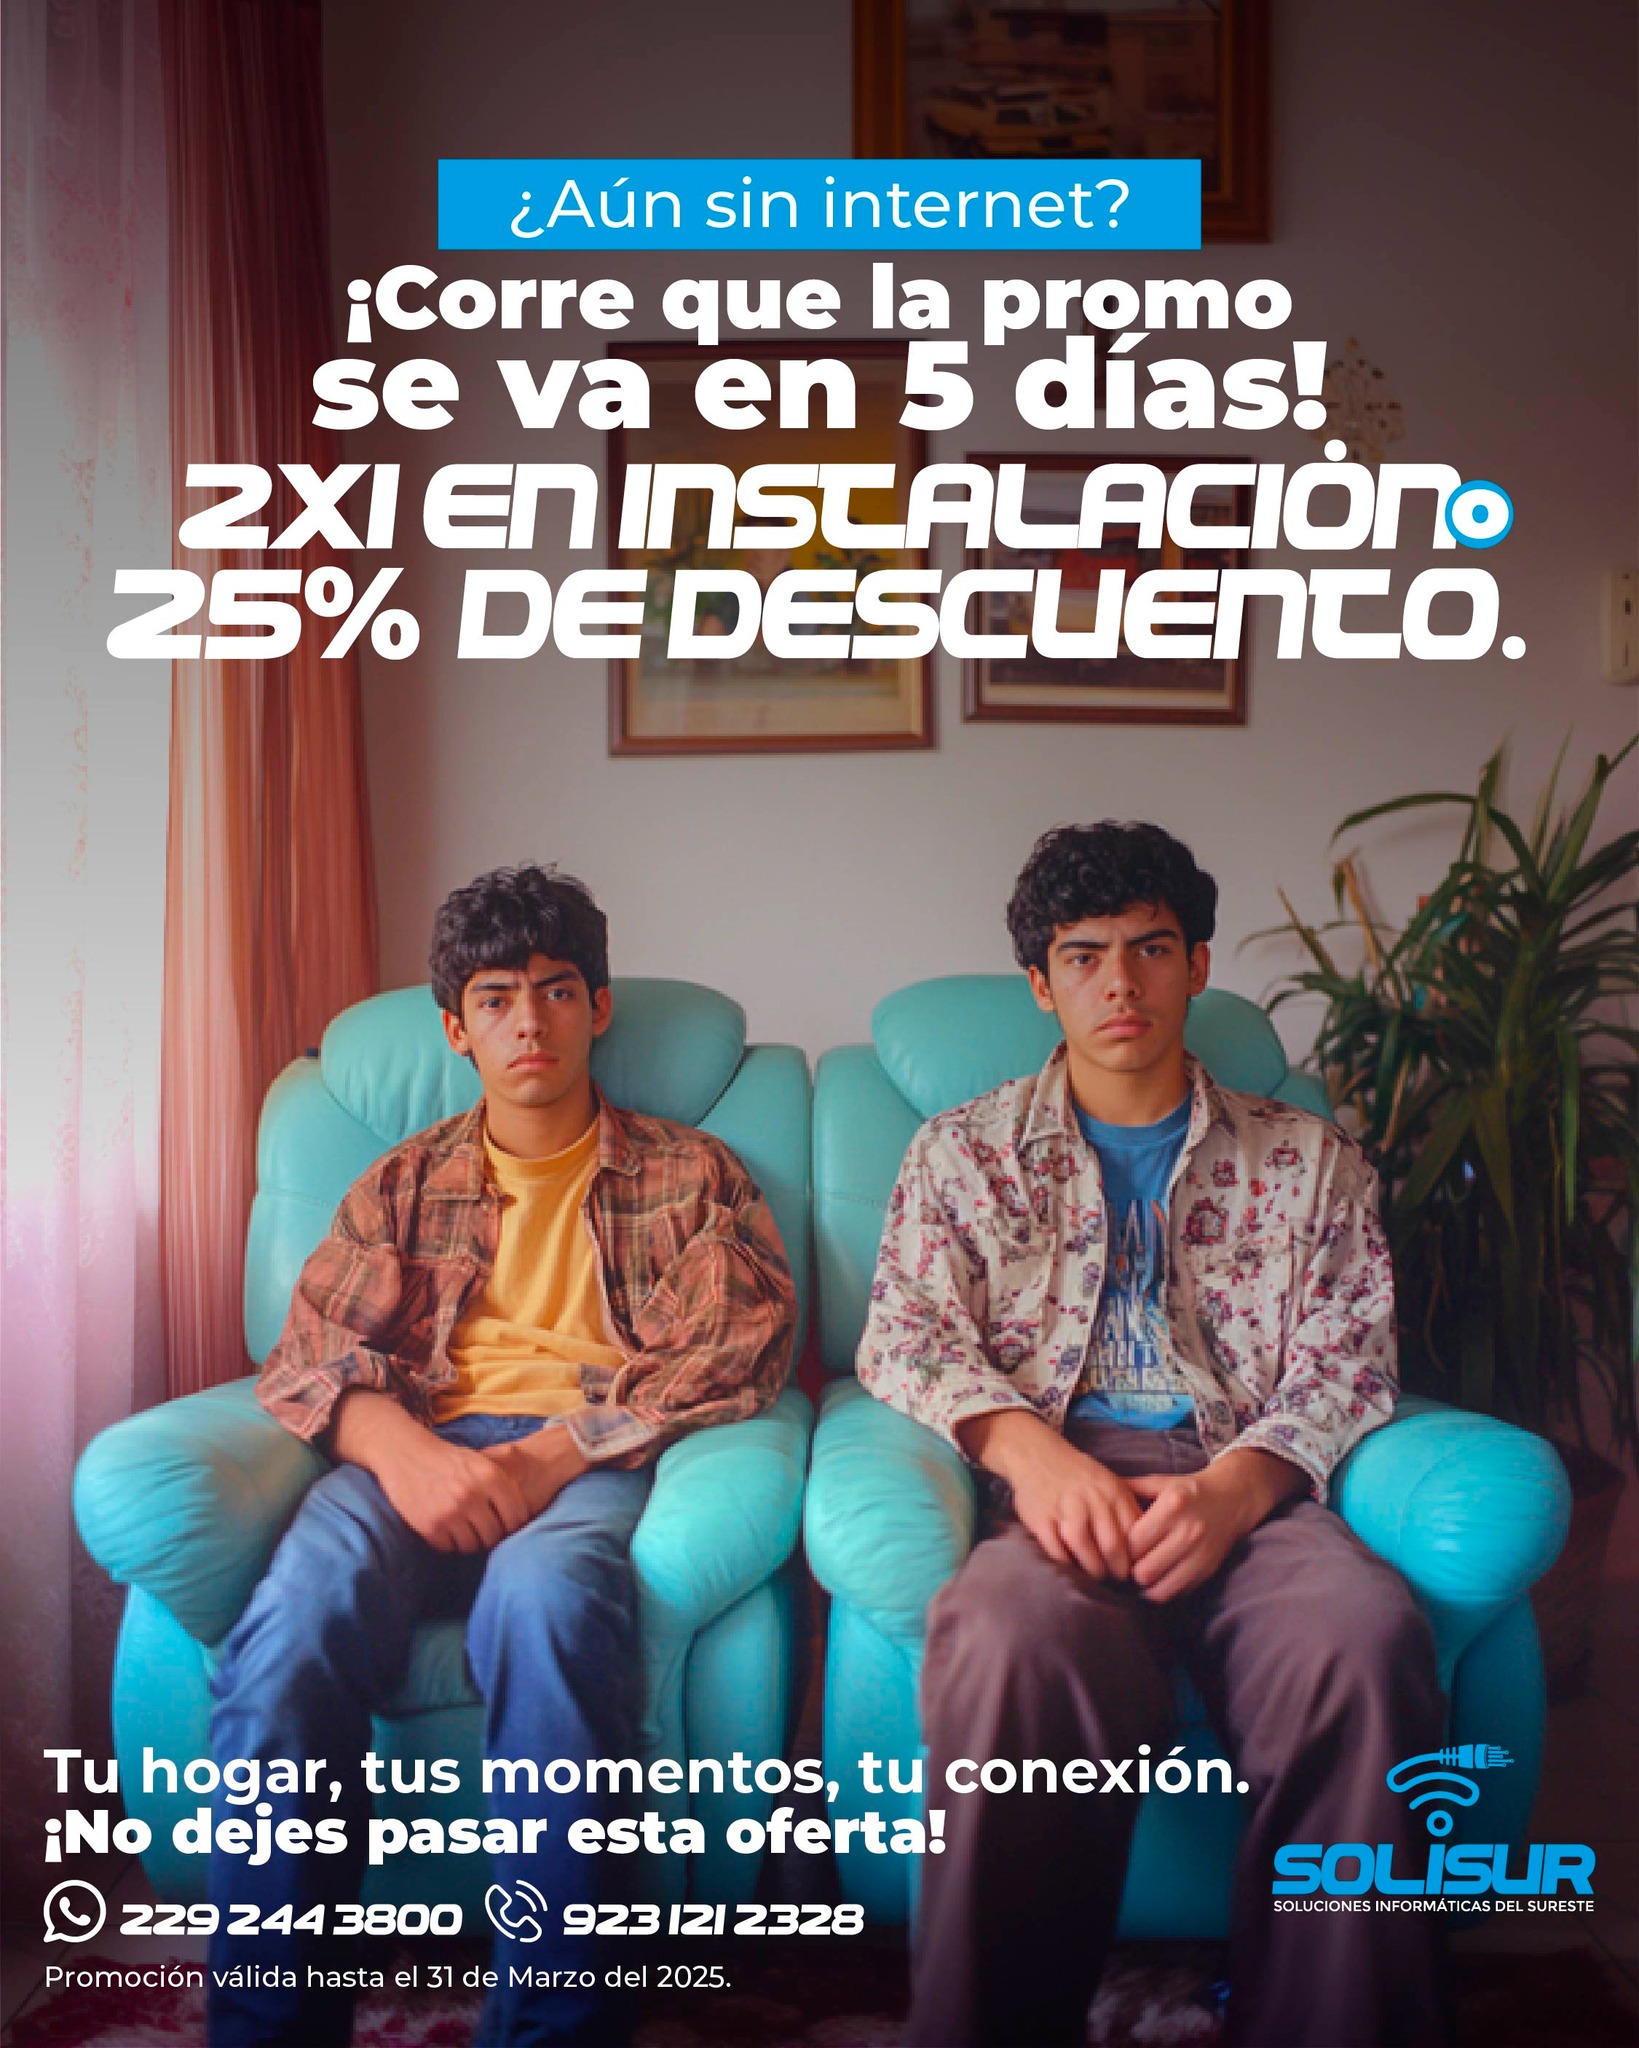 ¿Aún sin internet?
¡Corre que la promo
se va en 5 días!
2X1 EN INSTALACIÓN o
25% DE DESCUENTO.
Tu hogar, tus momentos, tu conexión.
¡No dejes pasar esta oferta!
229 244 3800 923 121 2328
Promoción válida hasta el 31 de Marzo del 2025.
SOLISUR
SOLUCIONES INFORMÁTICAS DEL SURESTE